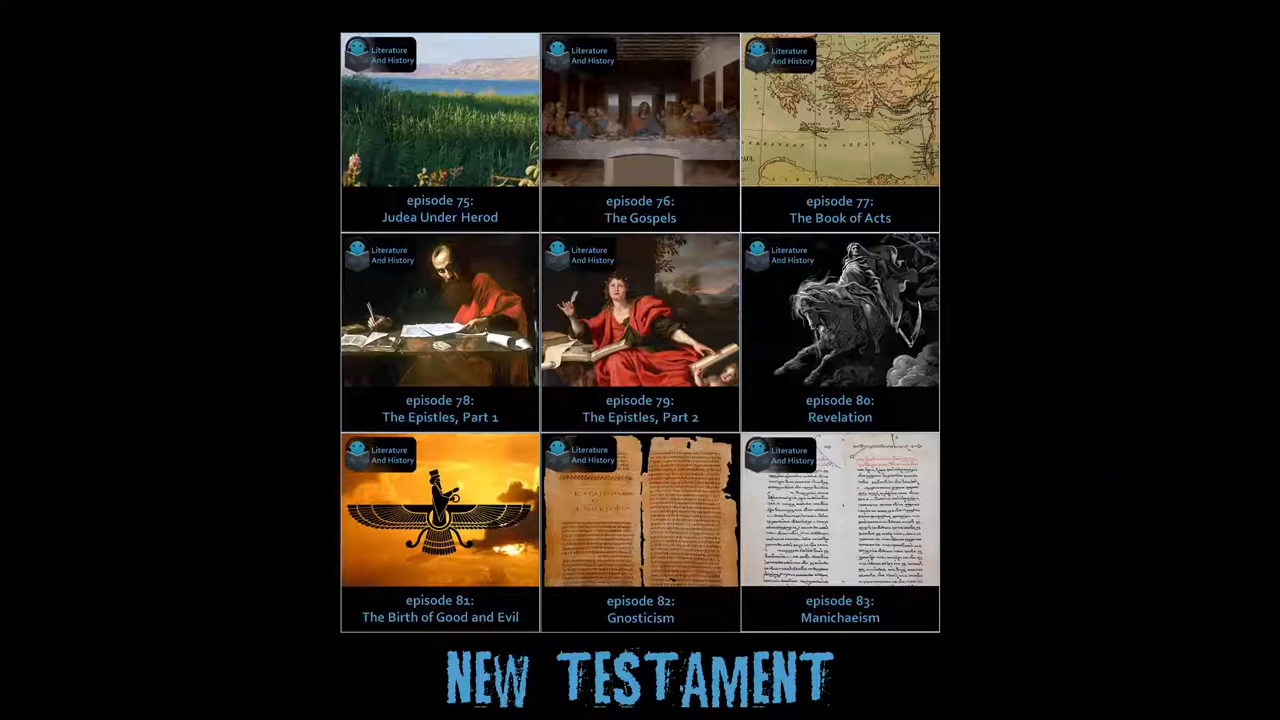 Literature
And History
Literature
And History
Literature
And History
episode 75:
Judea Under Herod
episode 76:
The Gospels
episode 77:
The Book of Acts
Literature
And History
Literature
And History
Literature
And History
episode 78:
The Epistles, Part 1
episode 79:
The Epistles, Part 2
episode 80:
Revelation
Literature
And History
Literature
And History
Literature
And History
episode 81:
The Birth of Good and Evil
episode 82:
Gnosticism
episode 83:
Manichaeism
NEW TESTAMENT